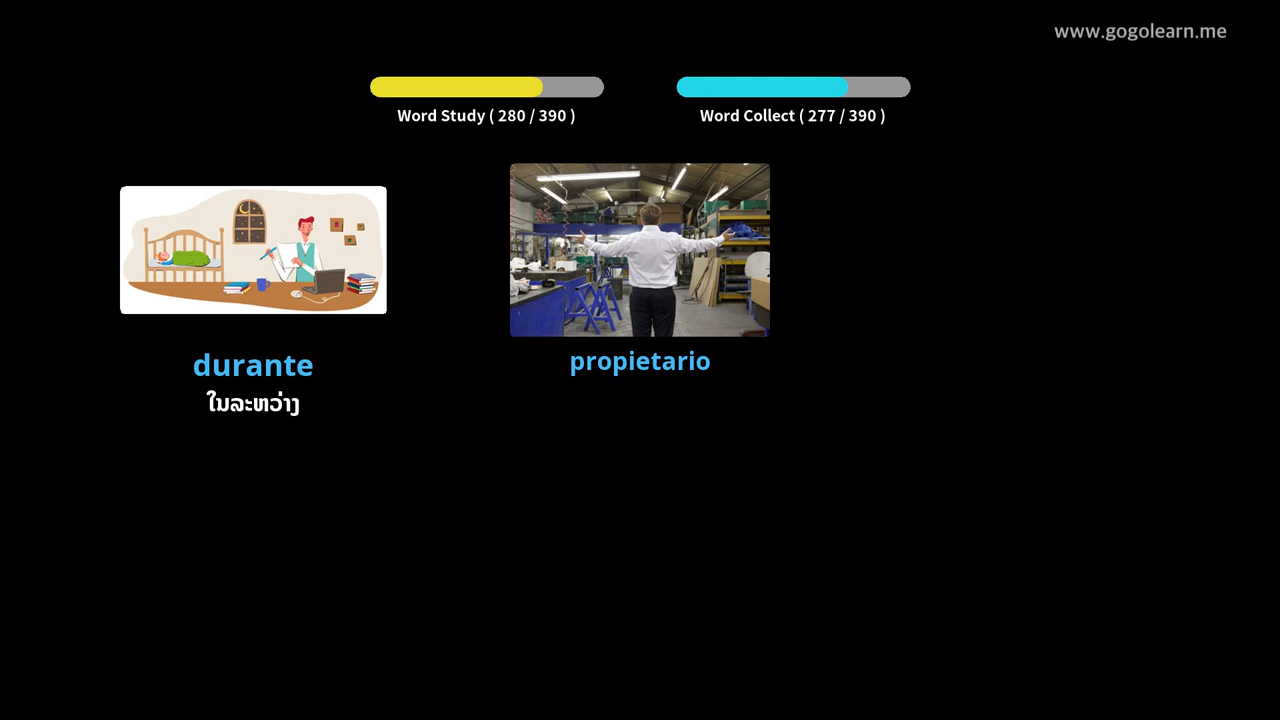 www.gogolearn.me
Word Study ( 280 / 390 )
Word Collect ( 277 / 390 )
durante
ໃນລະຫວ່າງ
propietario